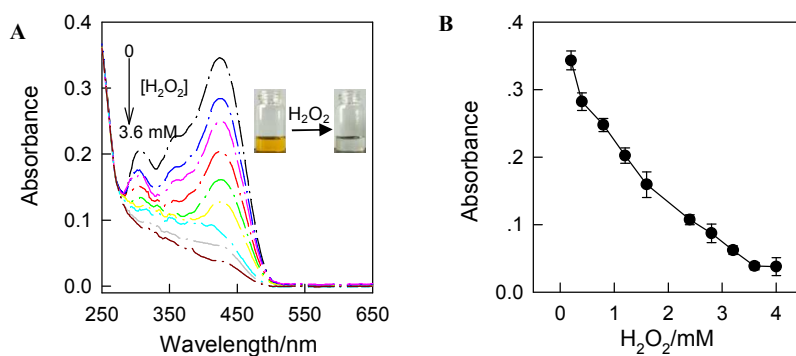 A
.4
0.4
0
[H₂O₂]
3.6 mM
H₂O₂
0.3
0.2
0.1
0.0
Absorbance
250 350 450 550 650
Wavelength/nm
B
.4
.3
.2
.1
.0
Absorbance
0 1 2 3 4
H₂O₂/mM